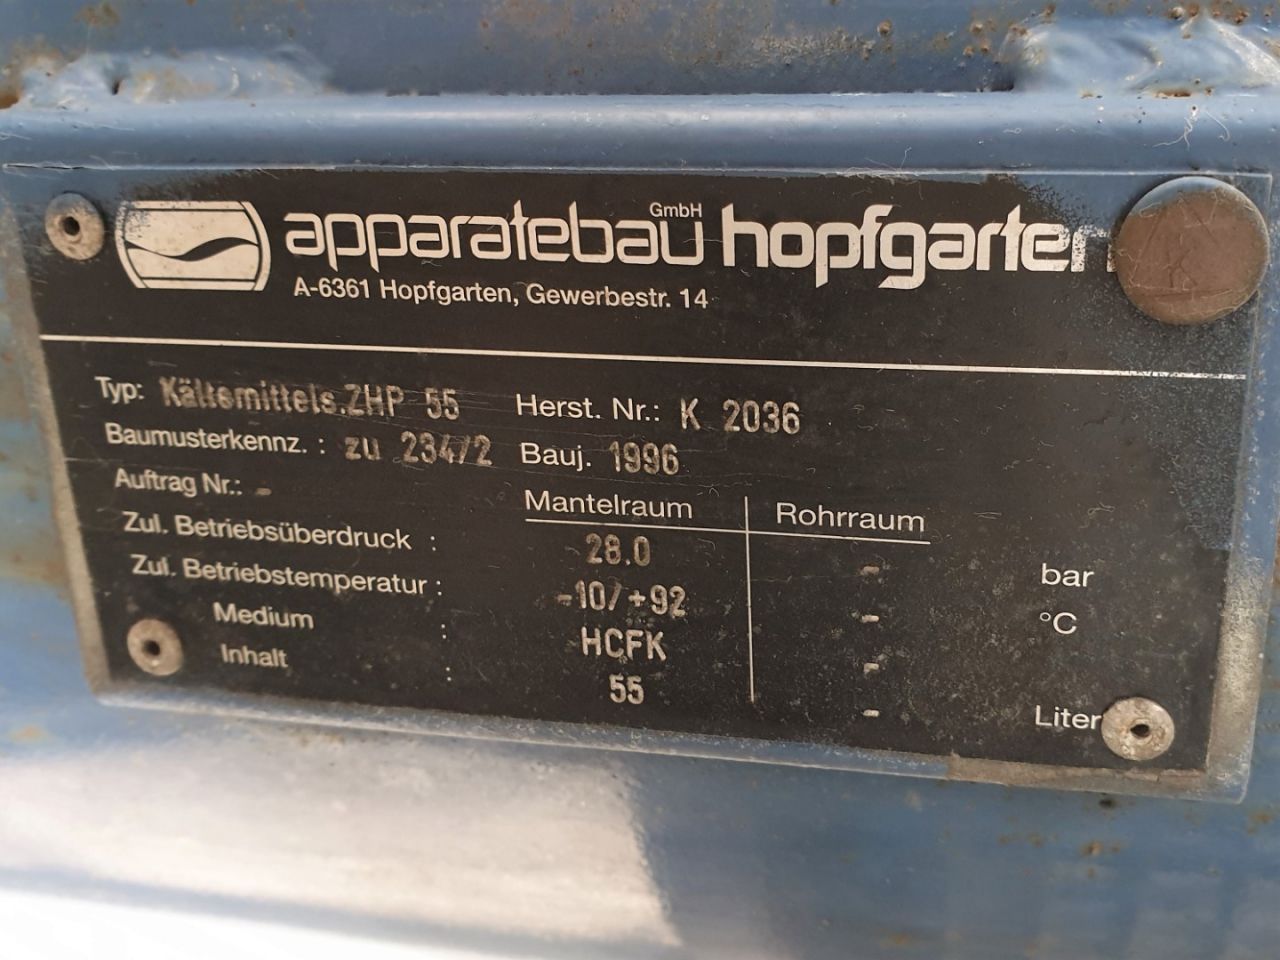 apparatebau GmbH hopfgarten
A-6361 Hopfgarten, Gewerbestr. 14
Typ: Kältemittels.ZHP 55 Herst. Nr.: K 2036
Baumusterkennz. : zu 234/2 Bauj. 1996
Auftrag Nr.: -
Mantelraum Rohrraum
Zul. Betriebsüberdruck : 28.0 - bar
Zul. Betriebstemperatur : -10/+92 - °C
Medium : HCFK -
Inhalt : 55 - Liter